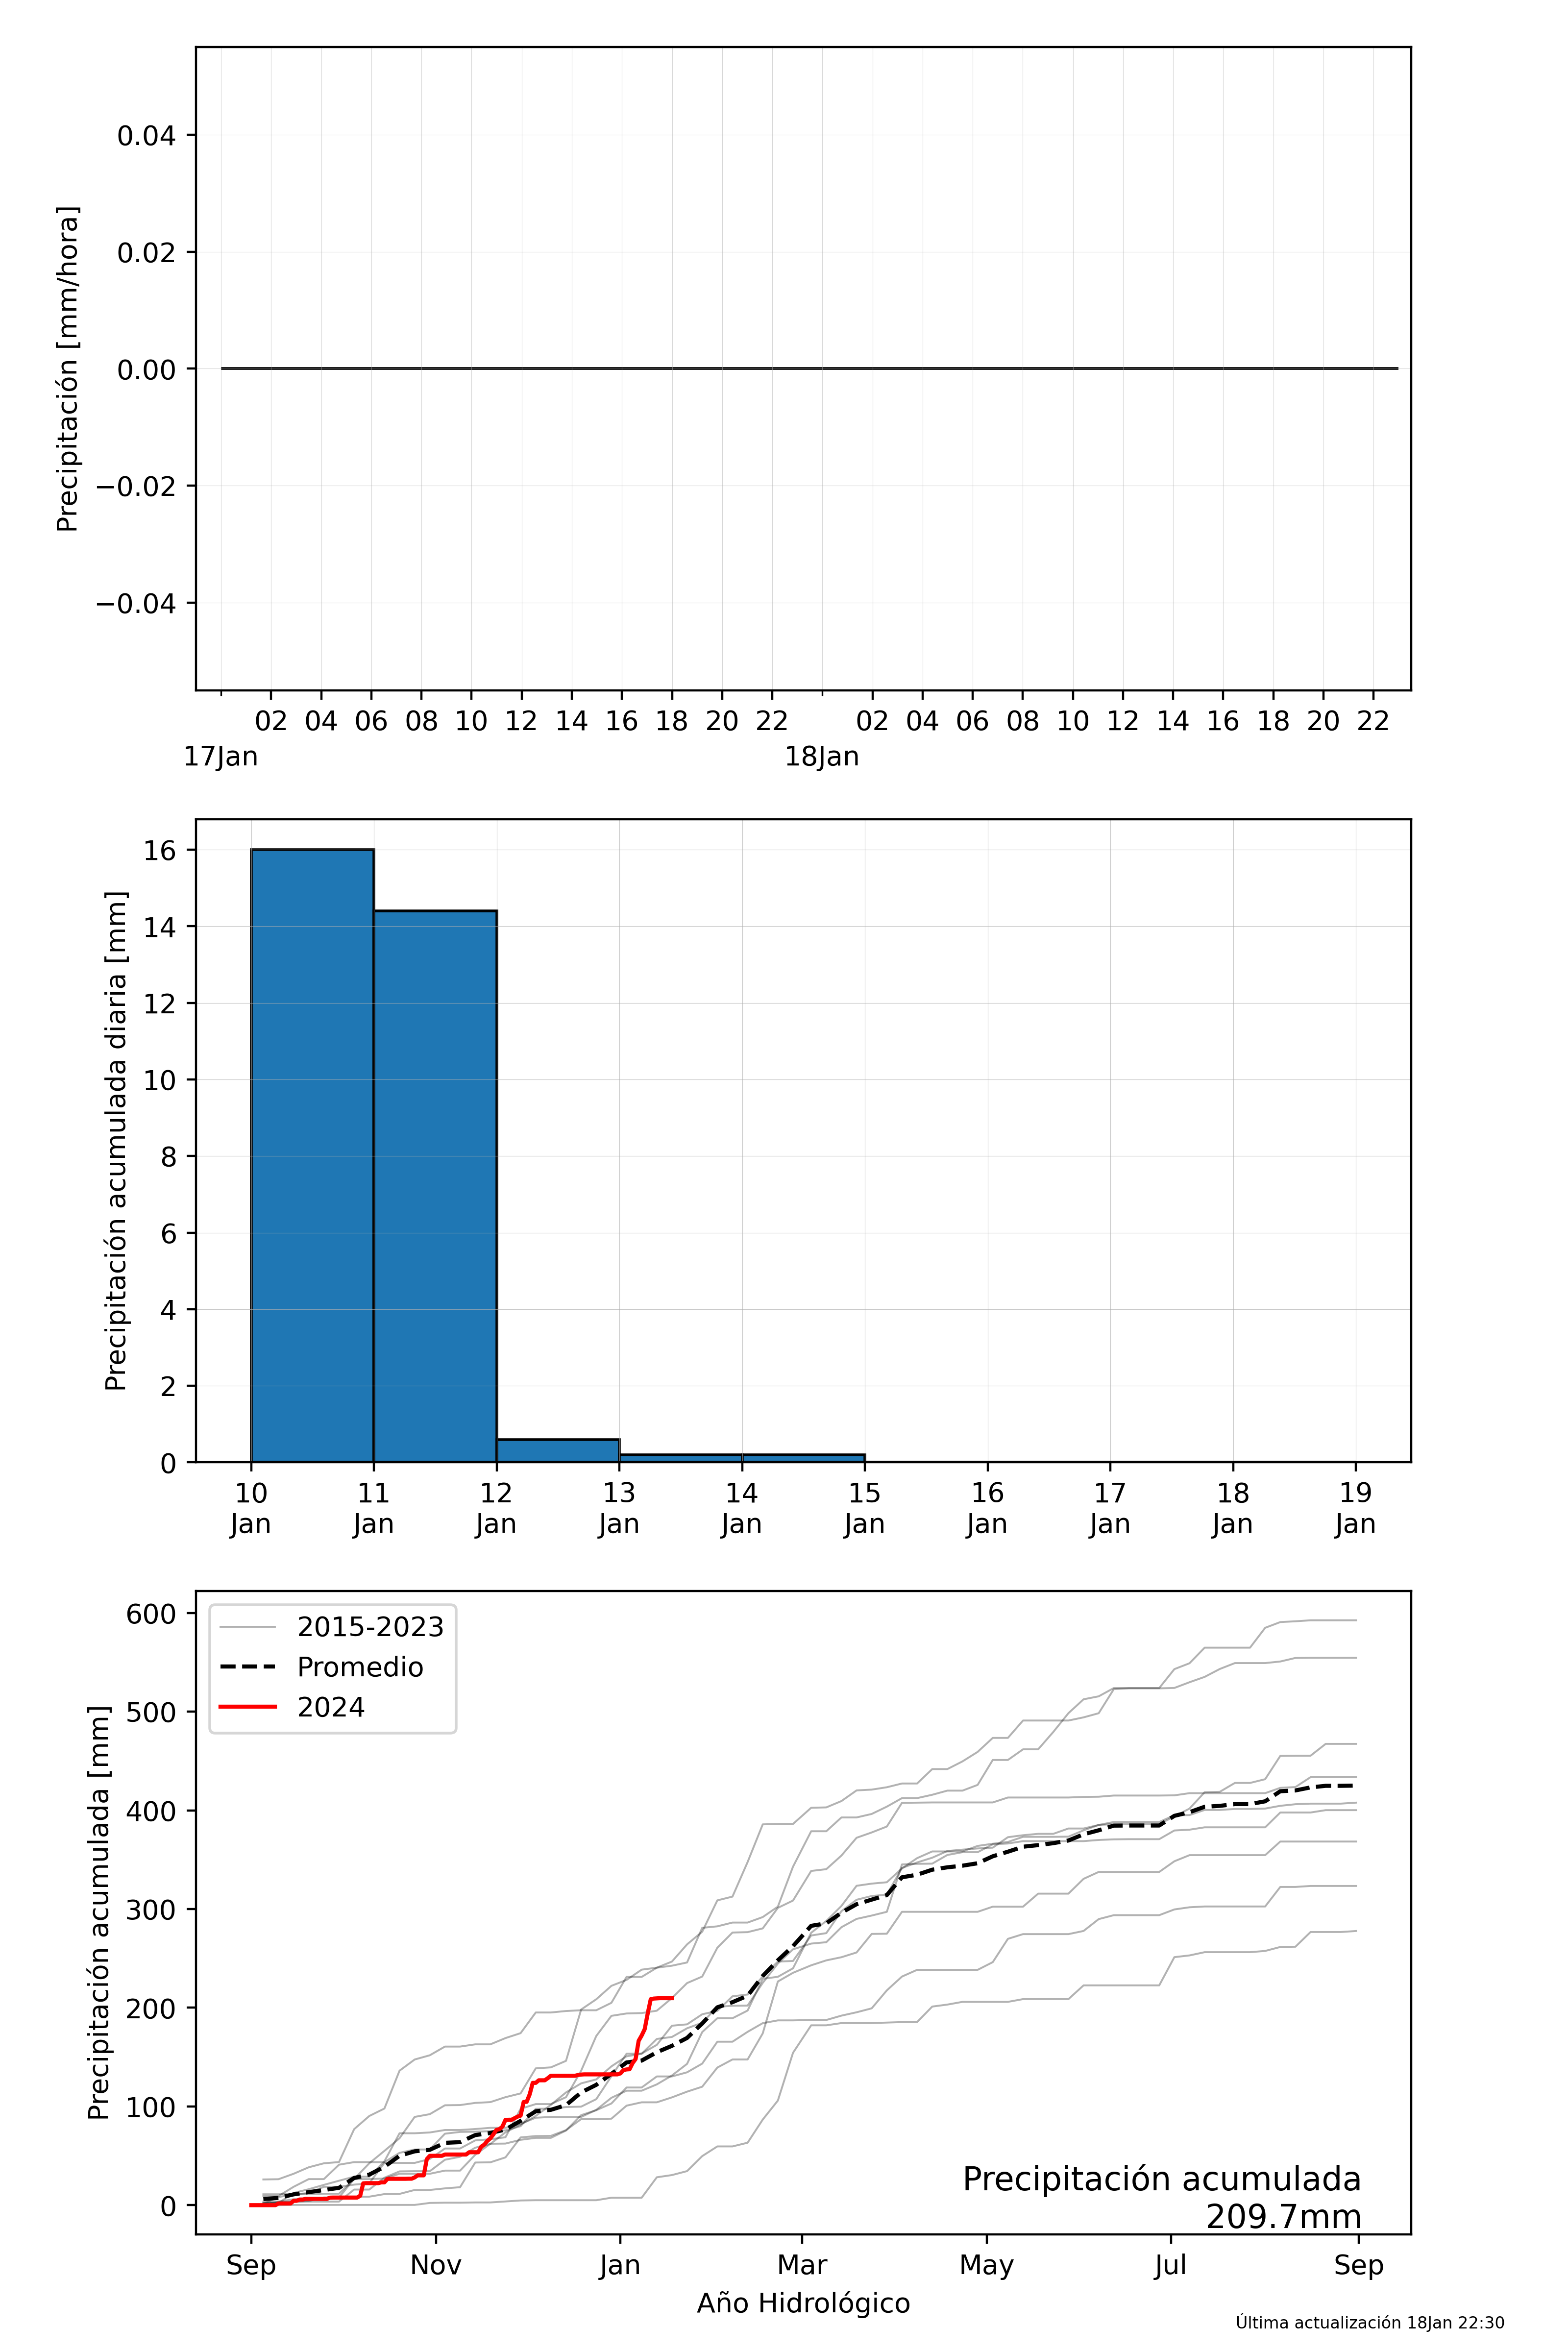 0.04
0.02
0.00
−0.02
−0.04
Precipitación [mm/hora]
02 04 06 08 10 12 14 16 18 20 22 02 04 06 08 10 12 14 16 18 20 22
17Jan 18Jan
16
14
12
10
8
6
4
2
0
Precipitación acumulada diaria [mm]
10 11 12 13 14 15 16 17 18 19
Jan Jan Jan Jan Jan Jan Jan Jan Jan Jan
600
500
400
300
200
100
0
Precipitación acumulada [mm]
2015-2023
Promedio
2024
Precipitación acumulada
209.7mm
Sep Nov Jan Mar May Jul Sep
Año Hidrológico
Última actualización 18Jan 22:30